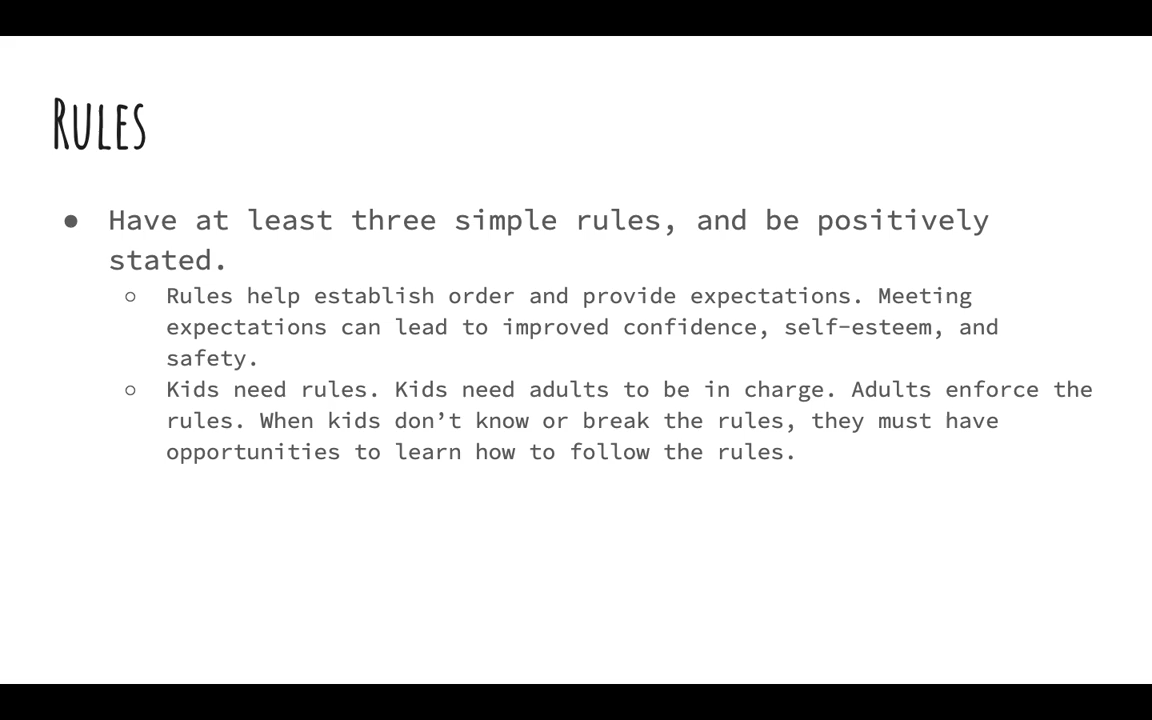 Rules
● Have at least three simple rules, and be positively
stated.
○ Rules help establish order and provide expectations. Meeting
expectations can lead to improved confidence, self-esteem, and
safety.
○ Kids need rules. Kids need adults to be in charge. Adults enforce the
rules. When kids don’t know or break the rules, they must have
opportunities to learn how to follow the rules.